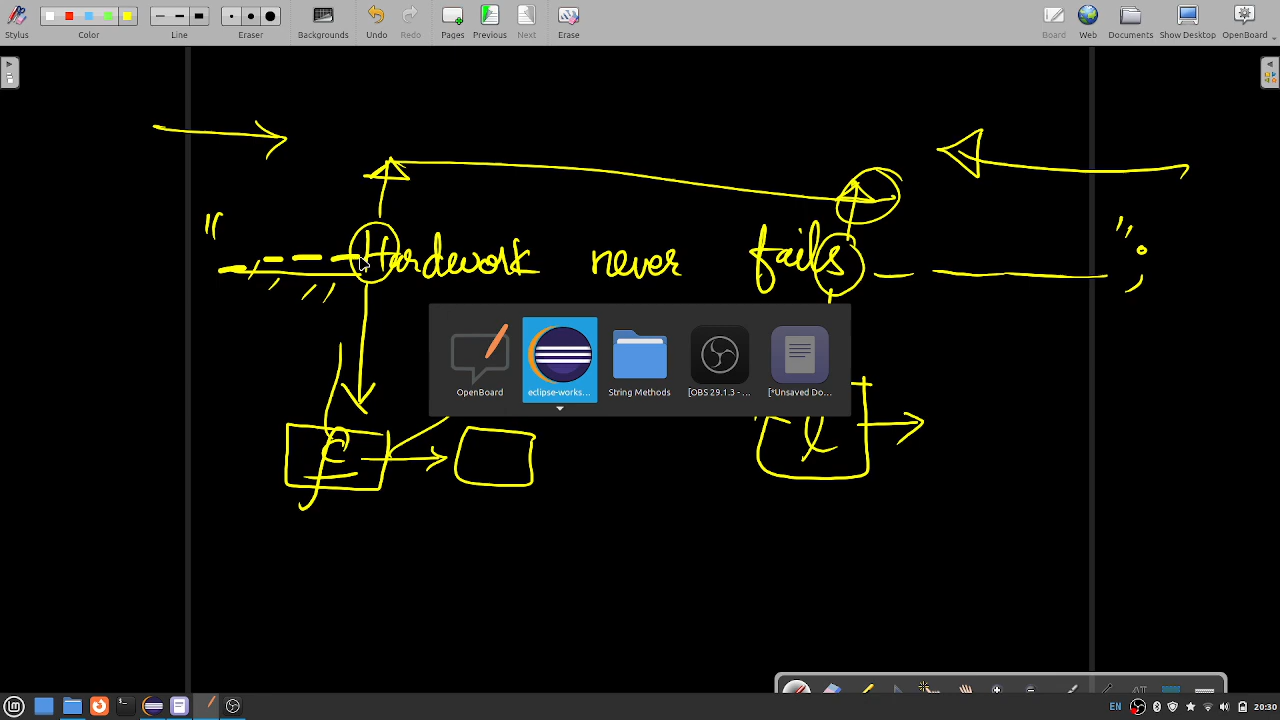 Stylus Color Line Eraser Backgrounds Undo Redo Pages Previous Next Erase Board Web Documents Show Desktop OpenBoard
" Hardwork never fails " ;
OpenBoard eclipse-works... String Methods [OBS 29.1.3 - ... [*Unsaved Do...
EN 20:30